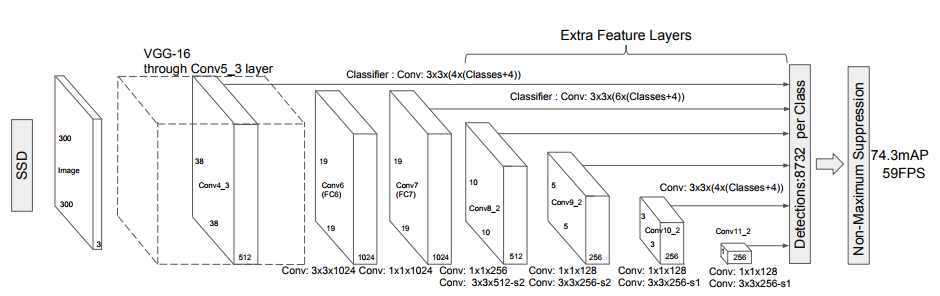 Extra Feature Layers
VGG-16
through Conv5_3 layer
Classifier : Conv: 3x3x(4x(Classes+4))
Classifier : Conv: 3x3x(6x(Classes+4))
SSD
300
Image
300
3
38
Conv4_3
38
512
19
Conv6
(FC6)
19
1024
19
Conv7
(FC7)
19
1024
10
Conv8_2
10
512
5
Conv9_2
5
256
Conv: 3x3x(4x(Classes+4))
3
Conv10_2
3
256
Conv11_2
1
256
Detections:8732 per Class
Non-Maximum Suppression
74.3mAP
59FPS
Conv: 3x3x1024
Conv: 1x1x1024
Conv: 1x1x256
Conv: 3x3x512-s2
Conv: 1x1x128
Conv: 3x3x256-s2
Conv: 1x1x128
Conv: 3x3x256-s1
Conv: 1x1x128
Conv: 3x3x256-s1